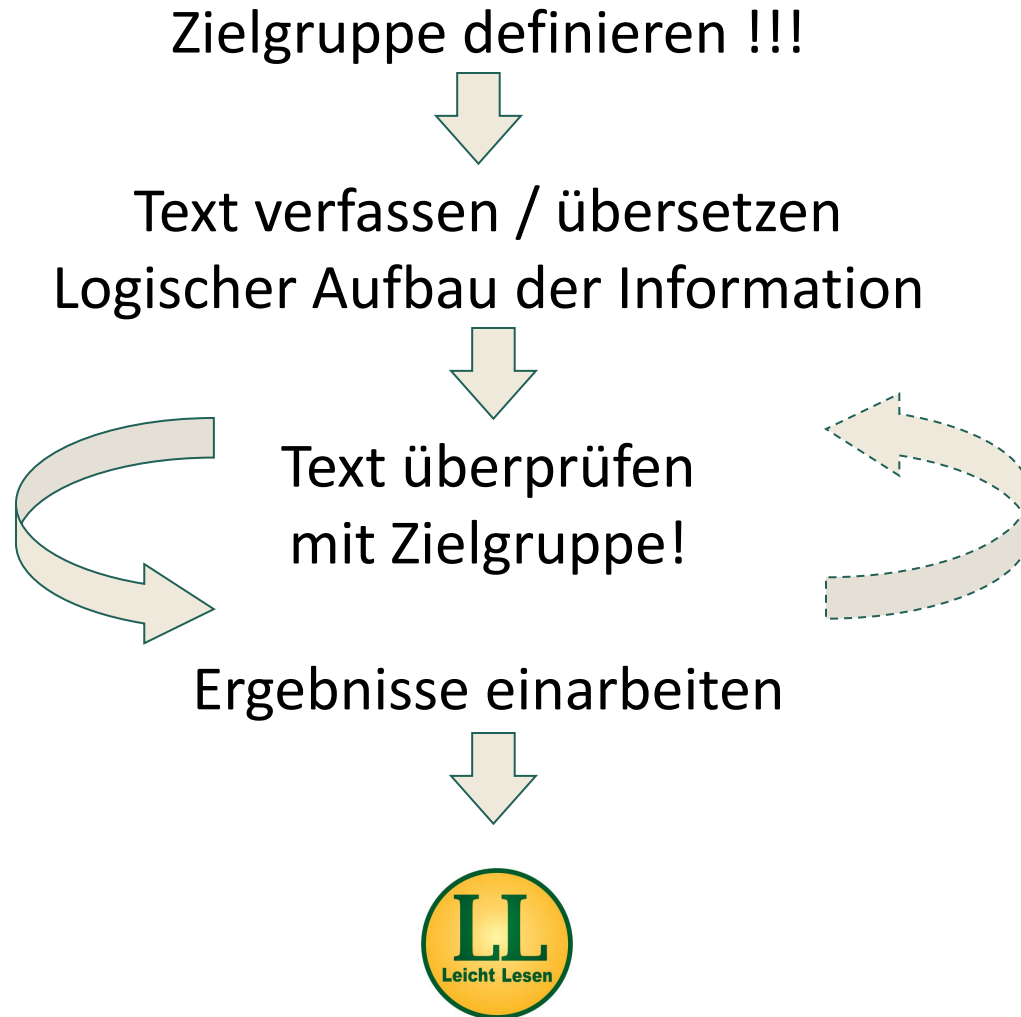 Zielgruppe definieren !!!
Text verfassen / übersetzen
Logischer Aufbau der Information
Text überprüfen
mit Zielgruppe!
Ergebnisse einarbeiten
LL
Leicht Lesen